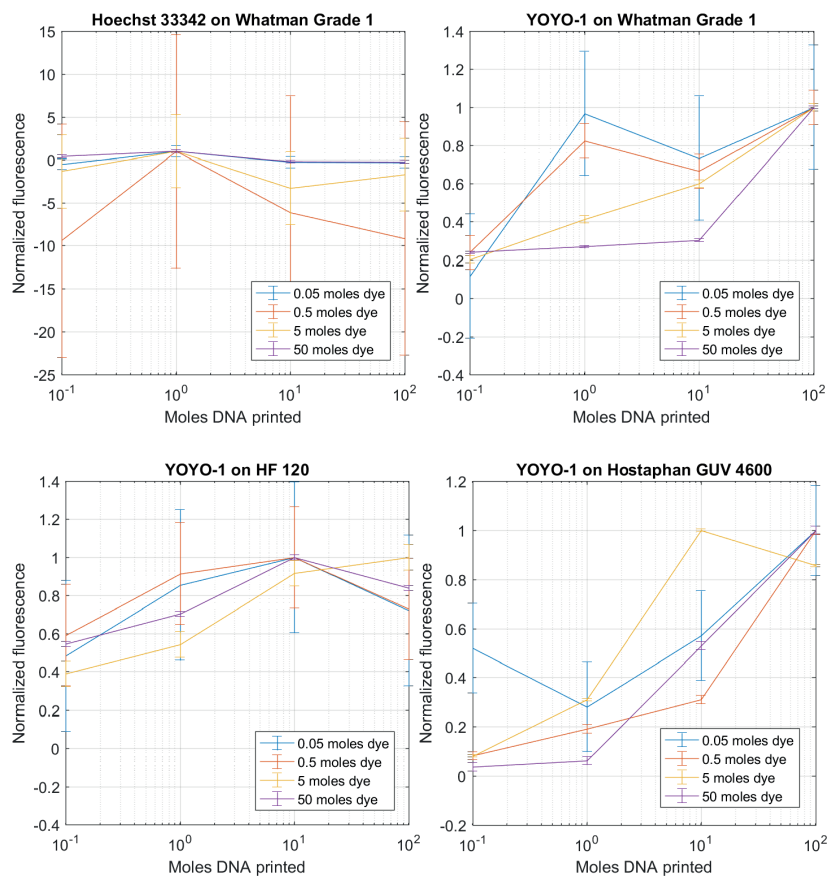 Hoechst 33342 on Whatman Grade 1
Normalized fluorescence
15
10
5
0
-5
-10
-15
-20
-25
0.05 moles dye
0.5 moles dye
5 moles dye
50 moles dye
10^-1
10^0
10^1
10^2
Moles DNA printed
YOYO-1 on Whatman Grade 1
Normalized fluorescence
1.4
1.2
1
0.8
0.6
0.4
0.2
0
-0.2
-0.4
0.05 moles dye
0.5 moles dye
5 moles dye
50 moles dye
10^-1
10^0
10^1
10^2
Moles DNA printed
YOYO-1 on HF 120
Normalized fluorescence
1.4
1.2
1
0.8
0.6
0.4
0.2
0
-0.2
-0.4
0.05 moles dye
0.5 moles dye
5 moles dye
50 moles dye
10^-1
10^0
10^1
10^2
Moles DNA printed
YOYO-1 on Hostaphan GUV 4600
Normalized fluorescence
1.2
1
0.8
0.6
0.4
0.2
0
-0.2
0.05 moles dye
0.5 moles dye
5 moles dye
50 moles dye
10^-1
10^0
10^1
10^2
Moles DNA printed